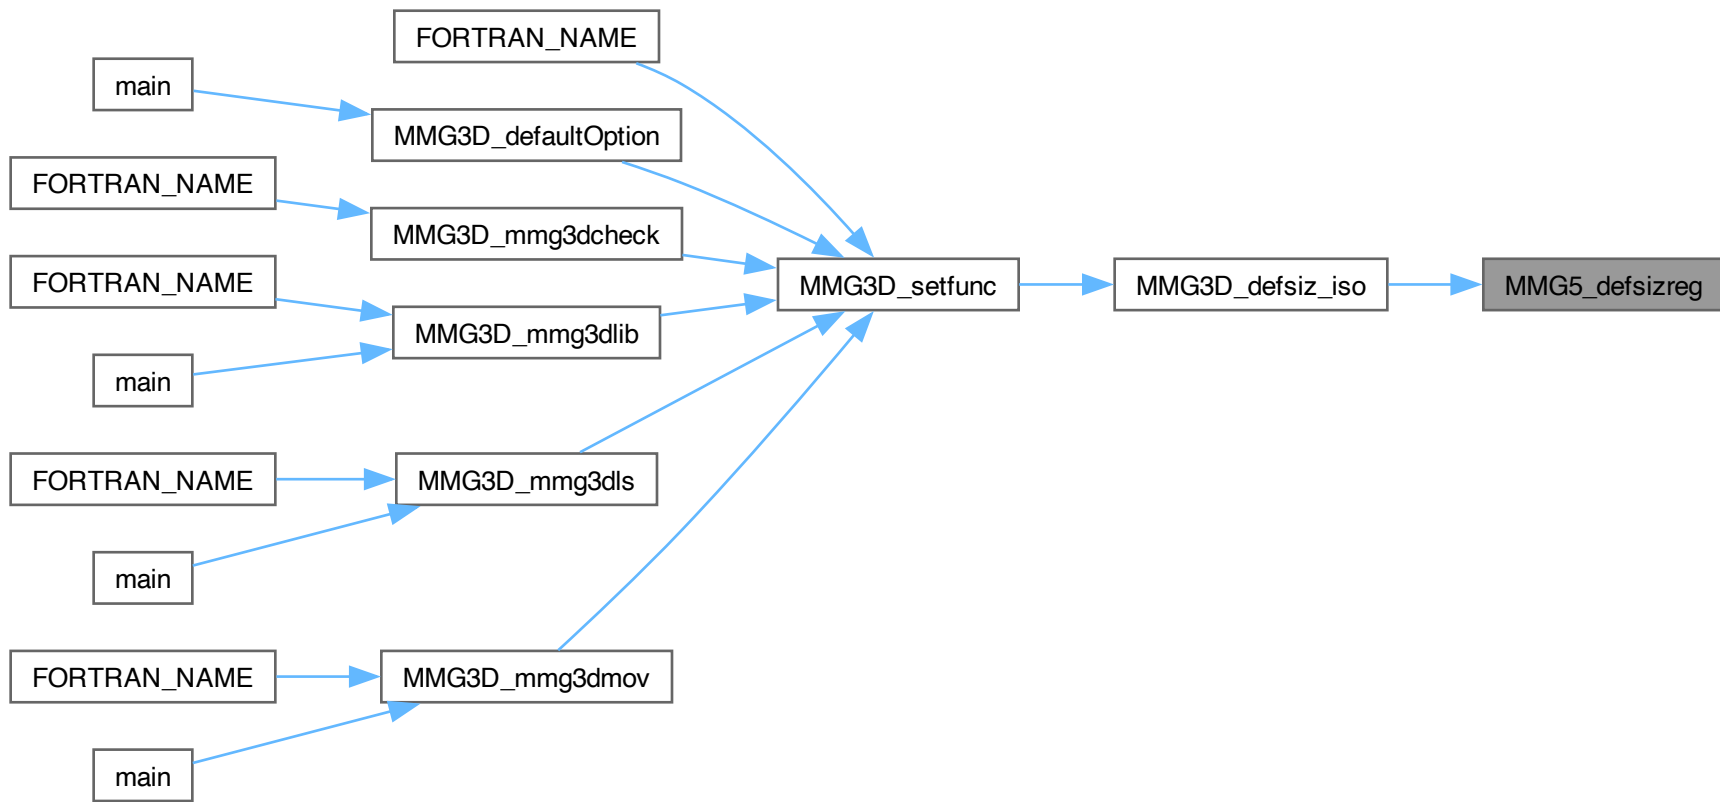 FORTRAN_NAME
main
MMG3D_defaultOption
FORTRAN_NAME
MMG3D_mmg3dcheck
FORTRAN_NAME
MMG3D_setfunc
MMG3D_defsiz_iso
MMG5_defsizreg
MMG3D_mmg3dlib
main
FORTRAN_NAME
MMG3D_mmg3dls
main
FORTRAN_NAME
MMG3D_mmg3dmov
main